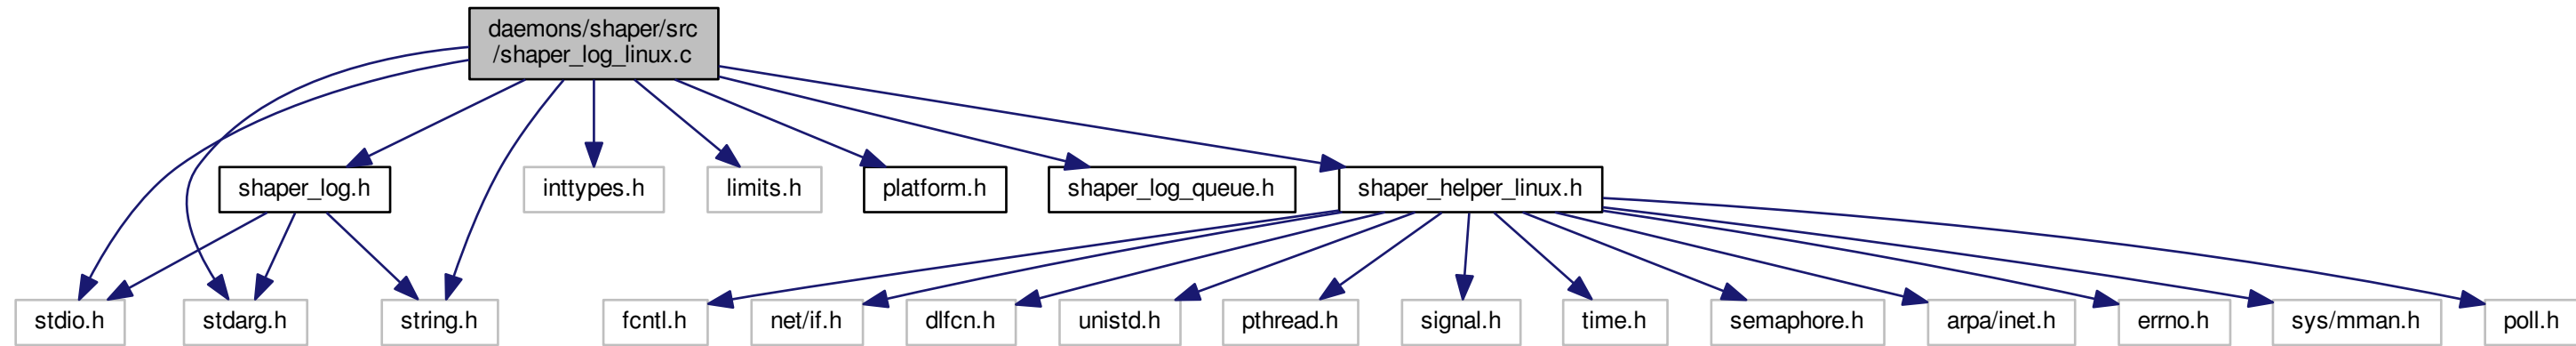 daemons/shaper/src
/shaper_log_linux.c
shaper_log.h
inttypes.h
limits.h
platform.h
shaper_log_queue.h
shaper_helper_linux.h
stdio.h
stdarg.h
string.h
fcntl.h
net/if.h
dlfcn.h
unistd.h
pthread.h
signal.h
time.h
semaphore.h
arpa/inet.h
errno.h
sys/mman.h
poll.h